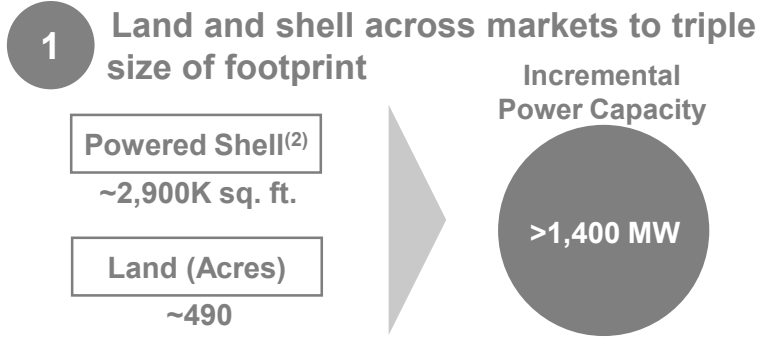 1
Land and shell across markets to triple
size of footprint
Incremental
Power Capacity
Powered Shell(2)
~2,900K sq. ft.
>1,400 MW
Land (Acres)
~490